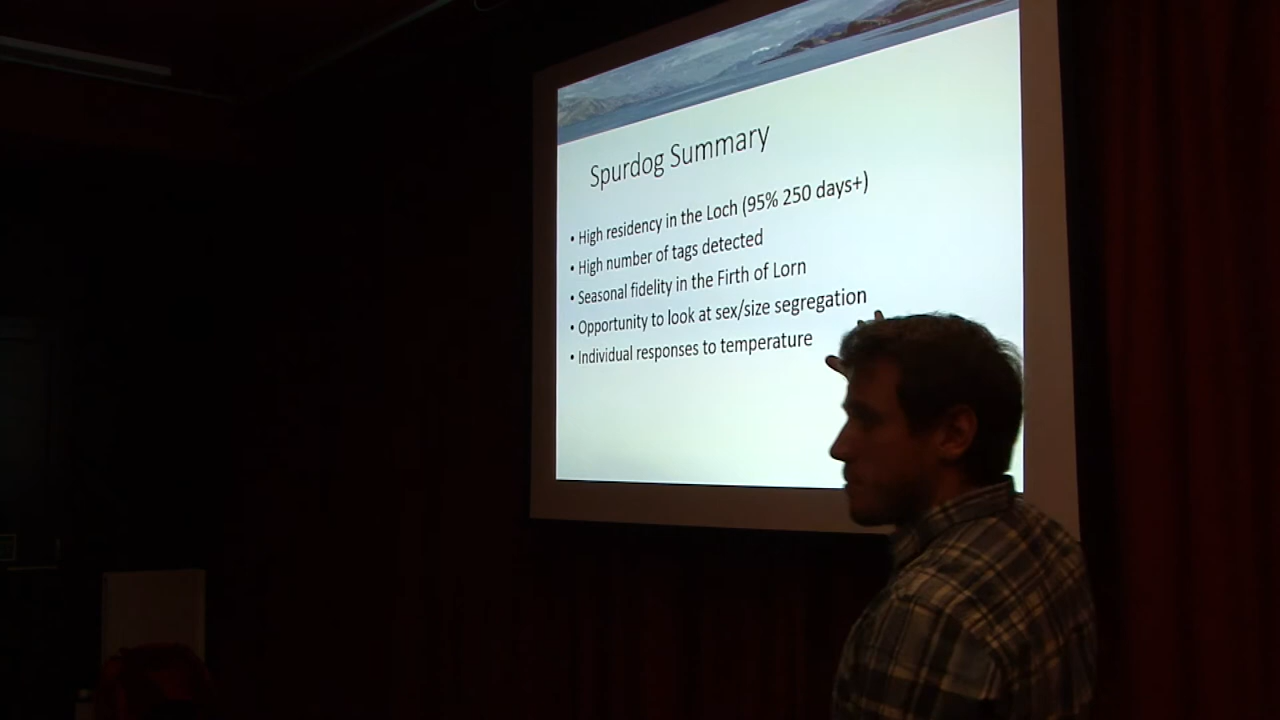 Spurdog Summary
• High residency in the Loch (95% 250 days+)
• High number of tags detected
• Seasonal fidelity in the Firth of Lorn
• Opportunity to look at sex/size segregation
• Individual responses to temperature